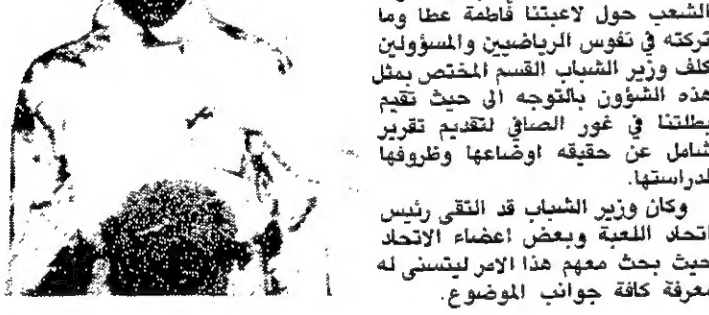 الشعب حول لاعبتنا فاطمة عطا وما
تركته في نفوس الرياضيين والمسؤولين
كلف وزير الشباب القسم المختص بمثل
هذه الشؤون بالتوجه الى حيث تقيم
بطلتنا في غور الصافي لتقديم تقرير
شامل عن حقيقه اوضاعها وظروفها
لدراستها.
وكان وزير الشباب قد التقى رئيس
اتحاد اللعبة وبعض اعضاء الاتحاد
حيث بحث معهم هذا الامر ليتسنى له
معرفة كافة جوانب الموضوع.